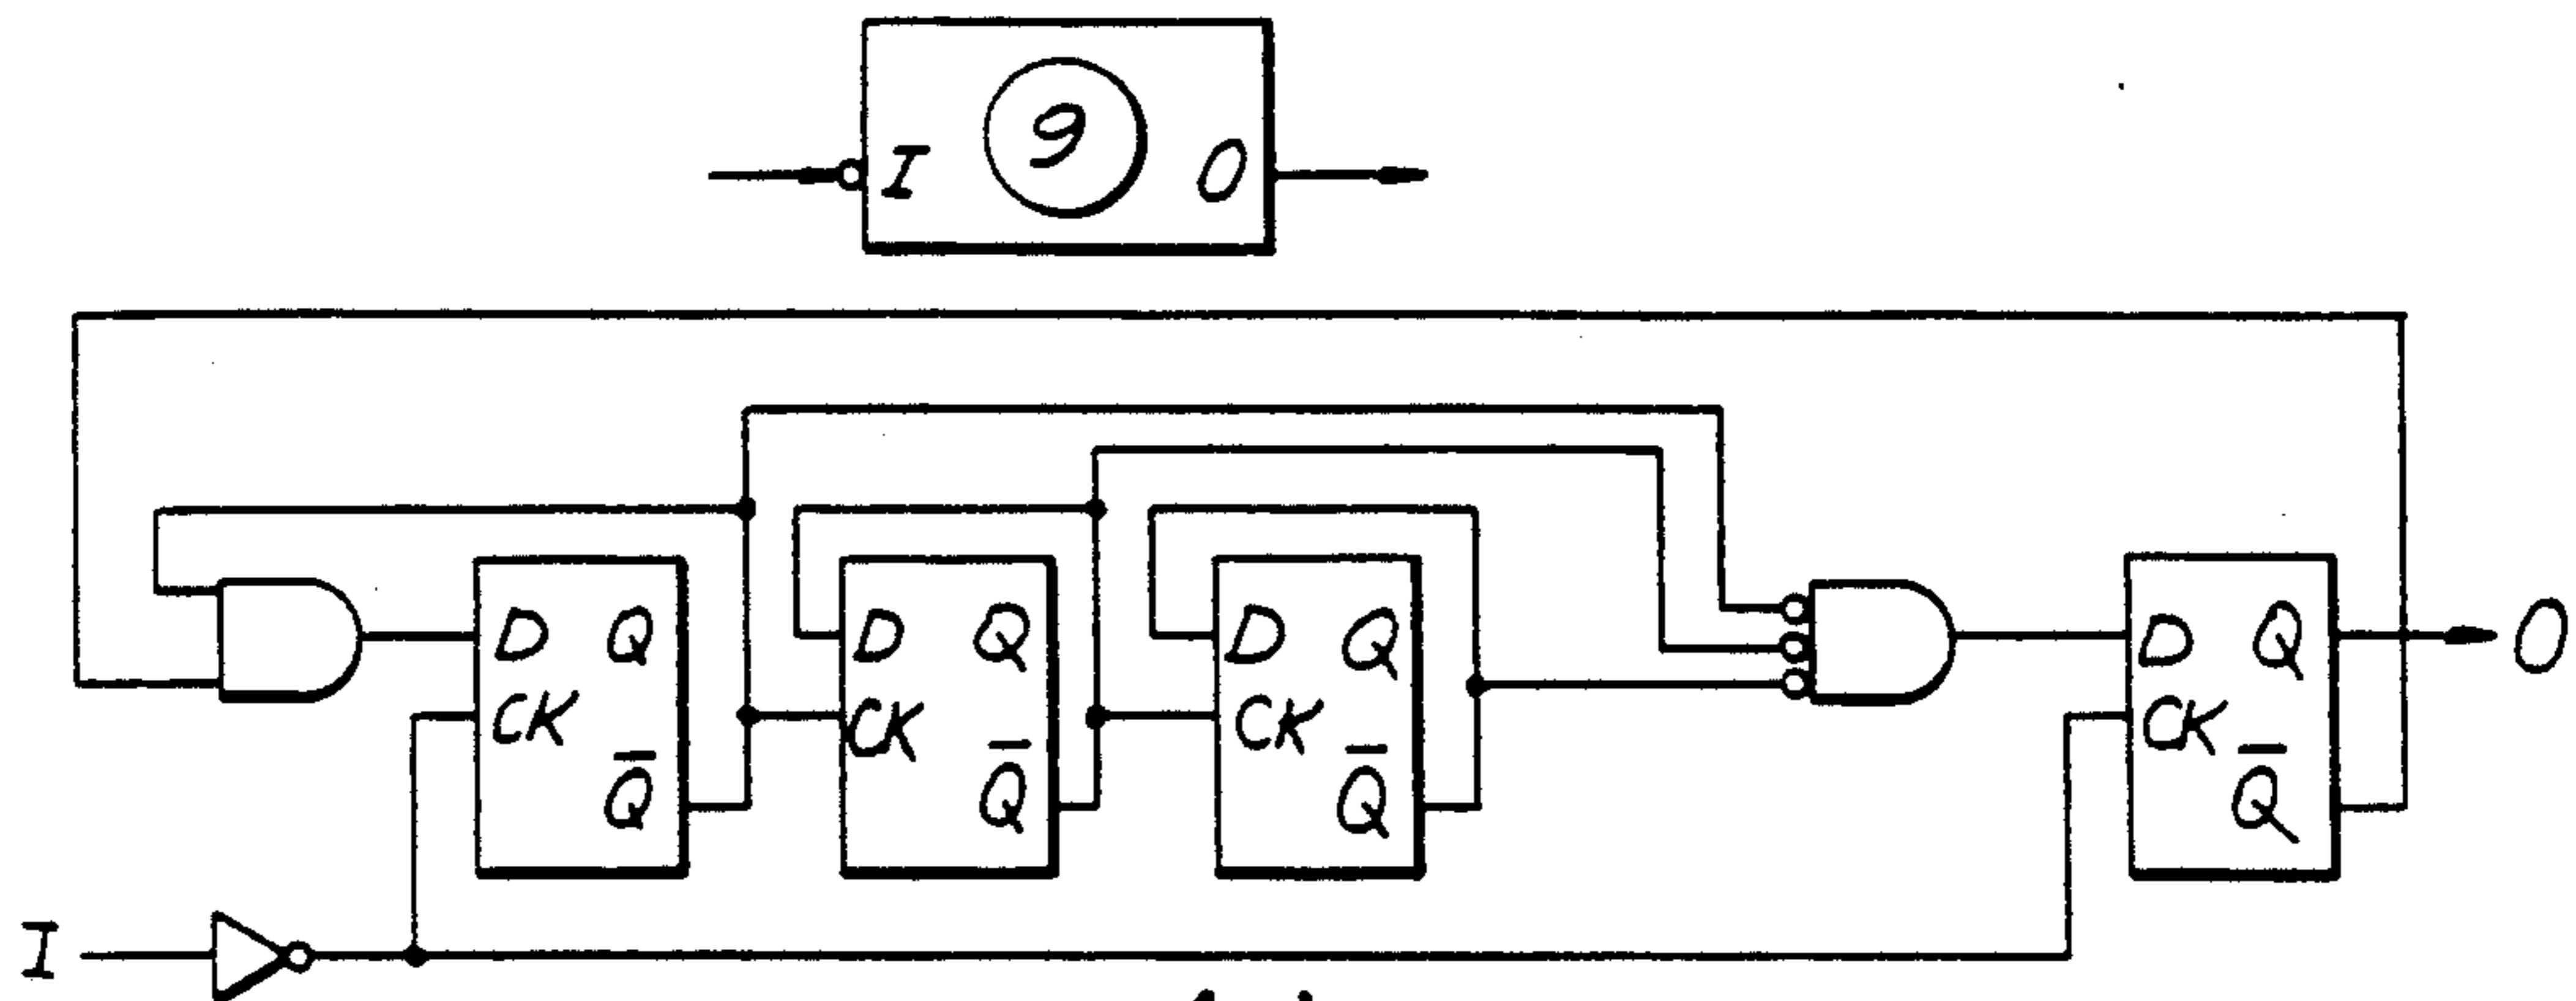 I 9 O
D Q D Q D Q D Q O
CK CK CK CK
Q̅ Q̅ Q̅ Q̅
I